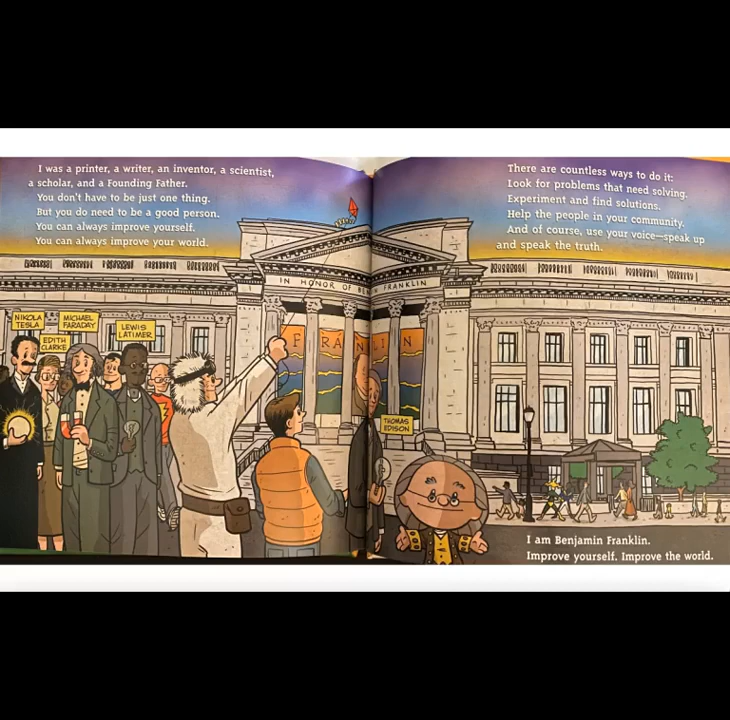 I was a printer, a writer, an inventor, a scientist,
a scholar, and a Founding Father.
You don't have to be just one thing.
But you do need to be a good person.
You can always improve yourself.
You can always improve your world.
There are countless ways to do it:
Look for problems that need solving.
Experiment and find solutions.
Help the people in your community.
And of course, use your voice—speak up
and speak the truth.
IN HONOR OF BEN FRANKLIN
FRANKLIN
NIKOLA
TESLA
EDITH
CLARKE
MICHAEL
FARADAY
LEWIS
LATIMER
THOMAS
EDISON
I am Benjamin Franklin.
Improve yourself. Improve the world.